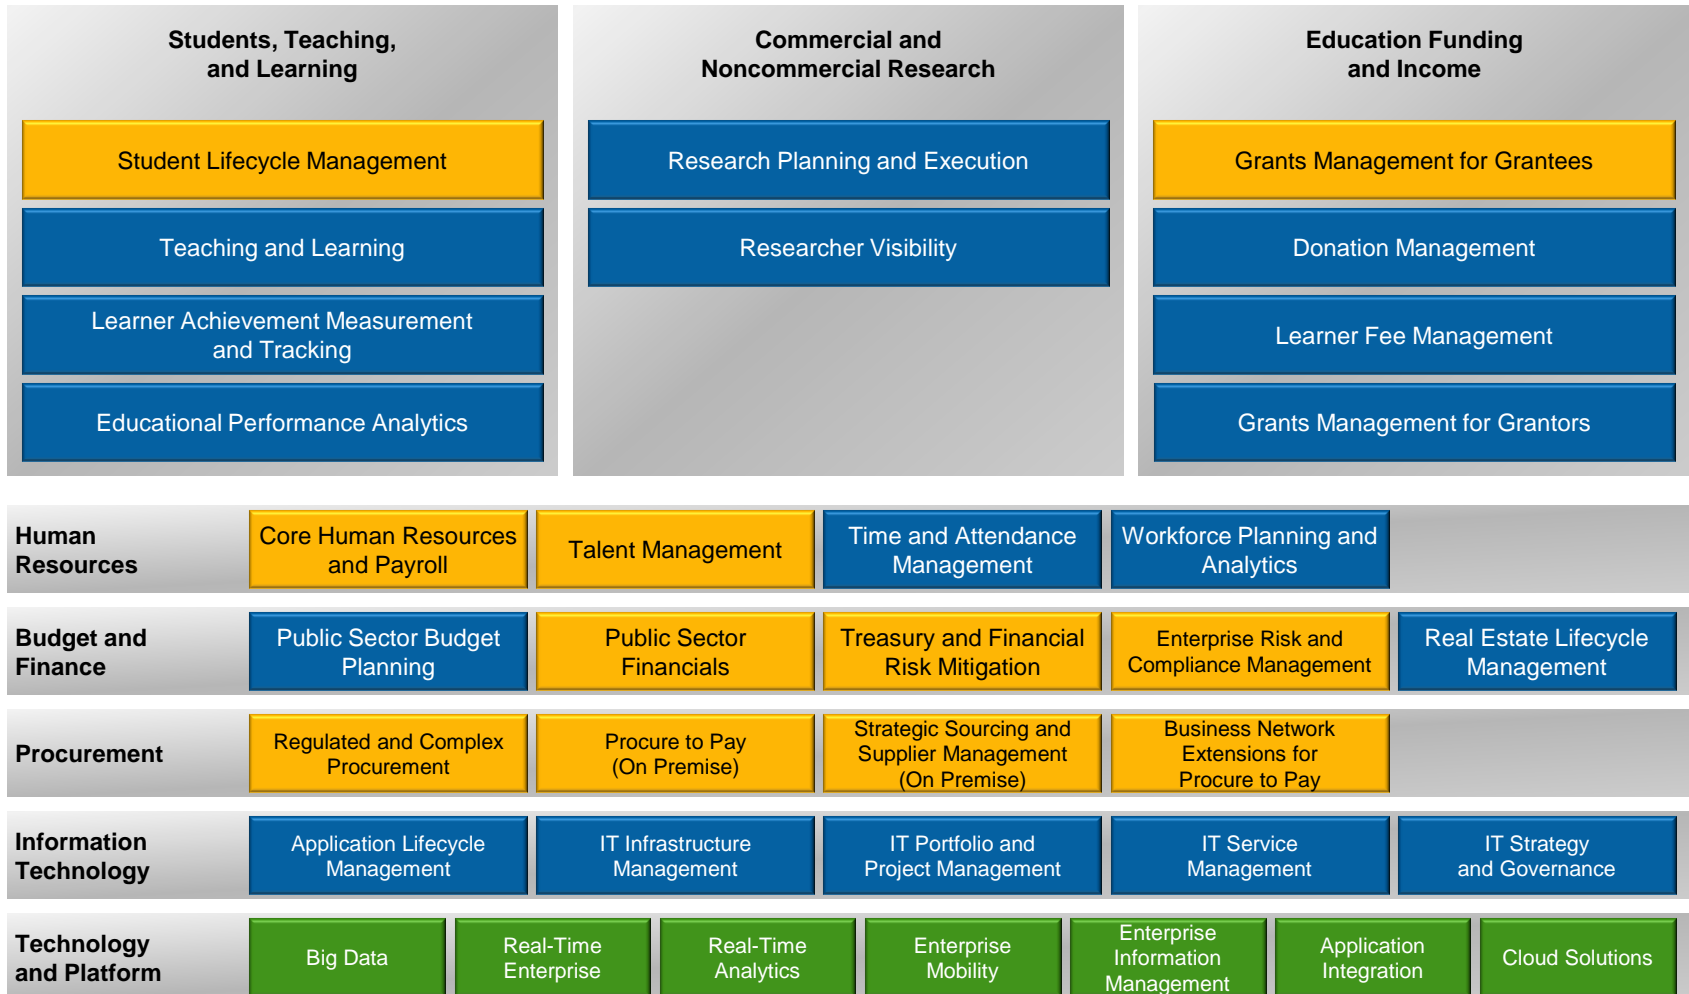 Students, Teaching,
and Learning
Student Lifecycle Management
Teaching and Learning
Learner Achievement Measurement
and Tracking
Educational Performance Analytics
Commercial and
Noncommercial Research
Research Planning and Execution
Researcher Visibility
Education Funding
and Income
Grants Management for Grantees
Donation Management
Learner Fee Management
Grants Management for Grantors
Human
Resources
Core Human Resources
and Payroll
Talent Management
Time and Attendance
Management
Workforce Planning and
Analytics
Budget and
Finance
Public Sector Budget
Planning
Public Sector
Financials
Treasury and Financial
Risk Mitigation
Enterprise Risk and
Compliance Management
Real Estate Lifecycle
Management
Procurement
Regulated and Complex
Procurement
Procure to Pay
(On Premise)
Strategic Sourcing and
Supplier Management
(On Premise)
Business Network
Extensions for
Procure to Pay
Information
Technology
Application Lifecycle
Management
IT Infrastructure
Management
IT Portfolio and
Project Management
IT Service
Management
IT Strategy
and Governance
Technology
and Platform
Big Data
Real-Time
Enterprise
Real-Time
Analytics
Enterprise
Mobility
Enterprise
Information
Management
Application
Integration
Cloud Solutions